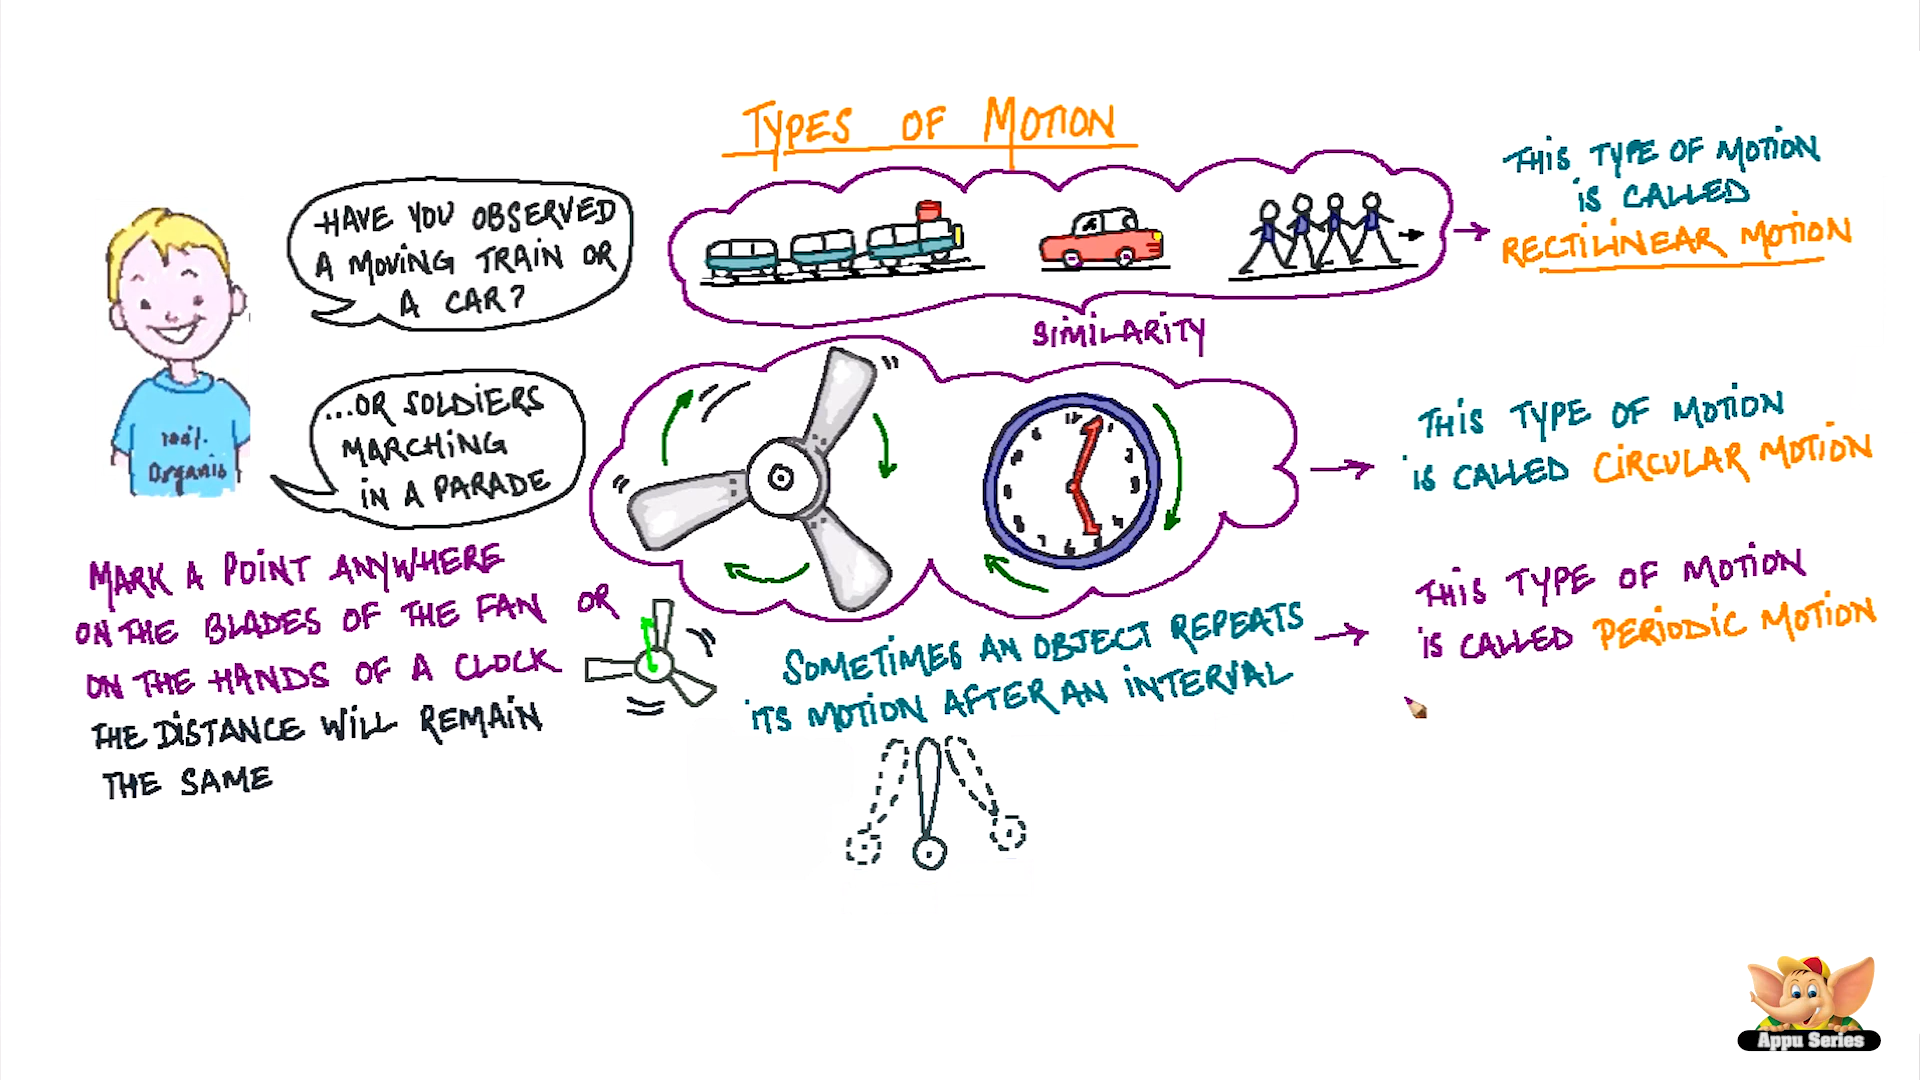 TYPES OF MOTION
HAVE YOU OBSERVED
A MOVING TRAIN OR
A CAR?
THIS TYPE OF MOTION
IS CALLED
RECTILINEAR MOTION
SIMILARITY
...OR SOLDIERS
MARCHING
IN A PARADE
100%
Organic
THIS TYPE OF MOTION
IS CALLED CIRCULAR MOTION
MARK A POINT ANYWHERE
ON THE BLADES OF THE FAN OR
ON THE HANDS OF A CLOCK
THE DISTANCE WILL REMAIN
THE SAME
SOMETIMES AN OBJECT REPEATS
ITS MOTION AFTER AN INTERVAL
THIS TYPE OF MOTION
IS CALLED PERIODIC MOTION
Appu Series